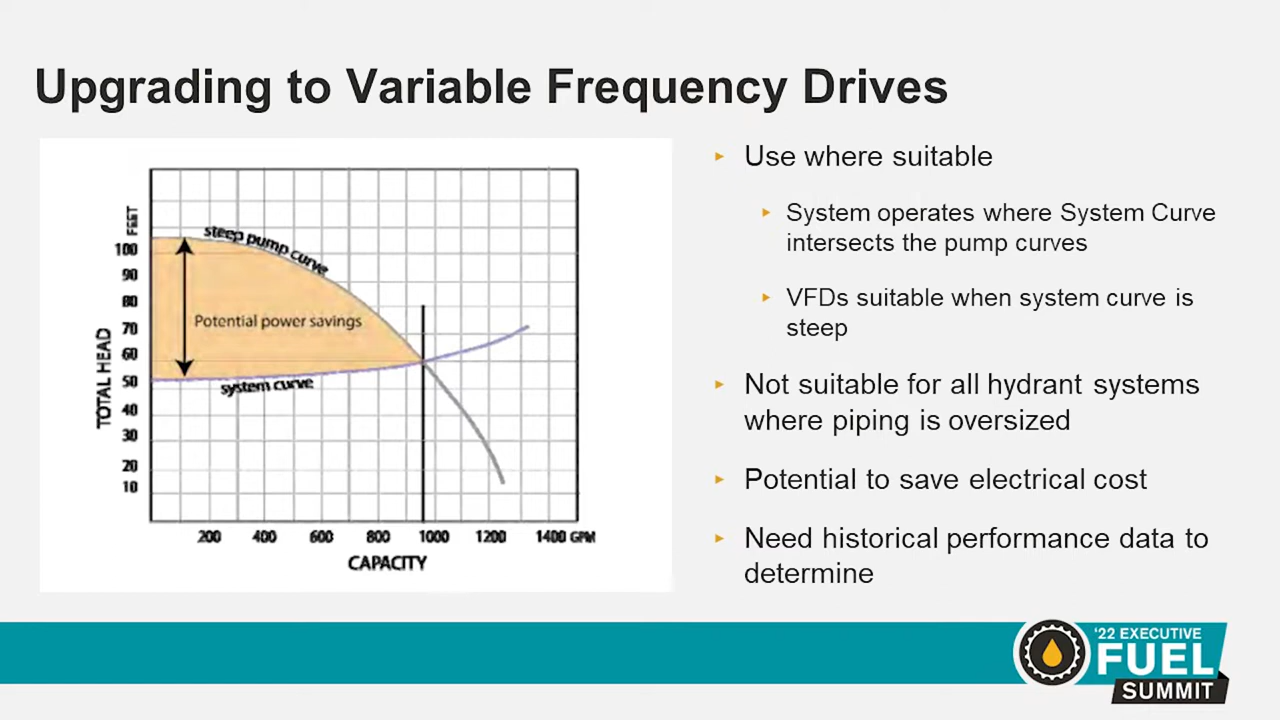 Upgrading to Variable Frequency Drives
FEET
100
90
80
70
60
50
40
30
20
10
TOTAL HEAD
steep pump curve
Potential power savings
system curve
200 400 600 800 1000 1200 1400 GPM
CAPACITY
Use where suitable
System operates where System Curve
intersects the pump curves
VFDs suitable when system curve is
steep
Not suitable for all hydrant systems
where piping is oversized
Potential to save electrical cost
Need historical performance data to
determine
'22 EXECUTIVE
FUEL
SUMMIT